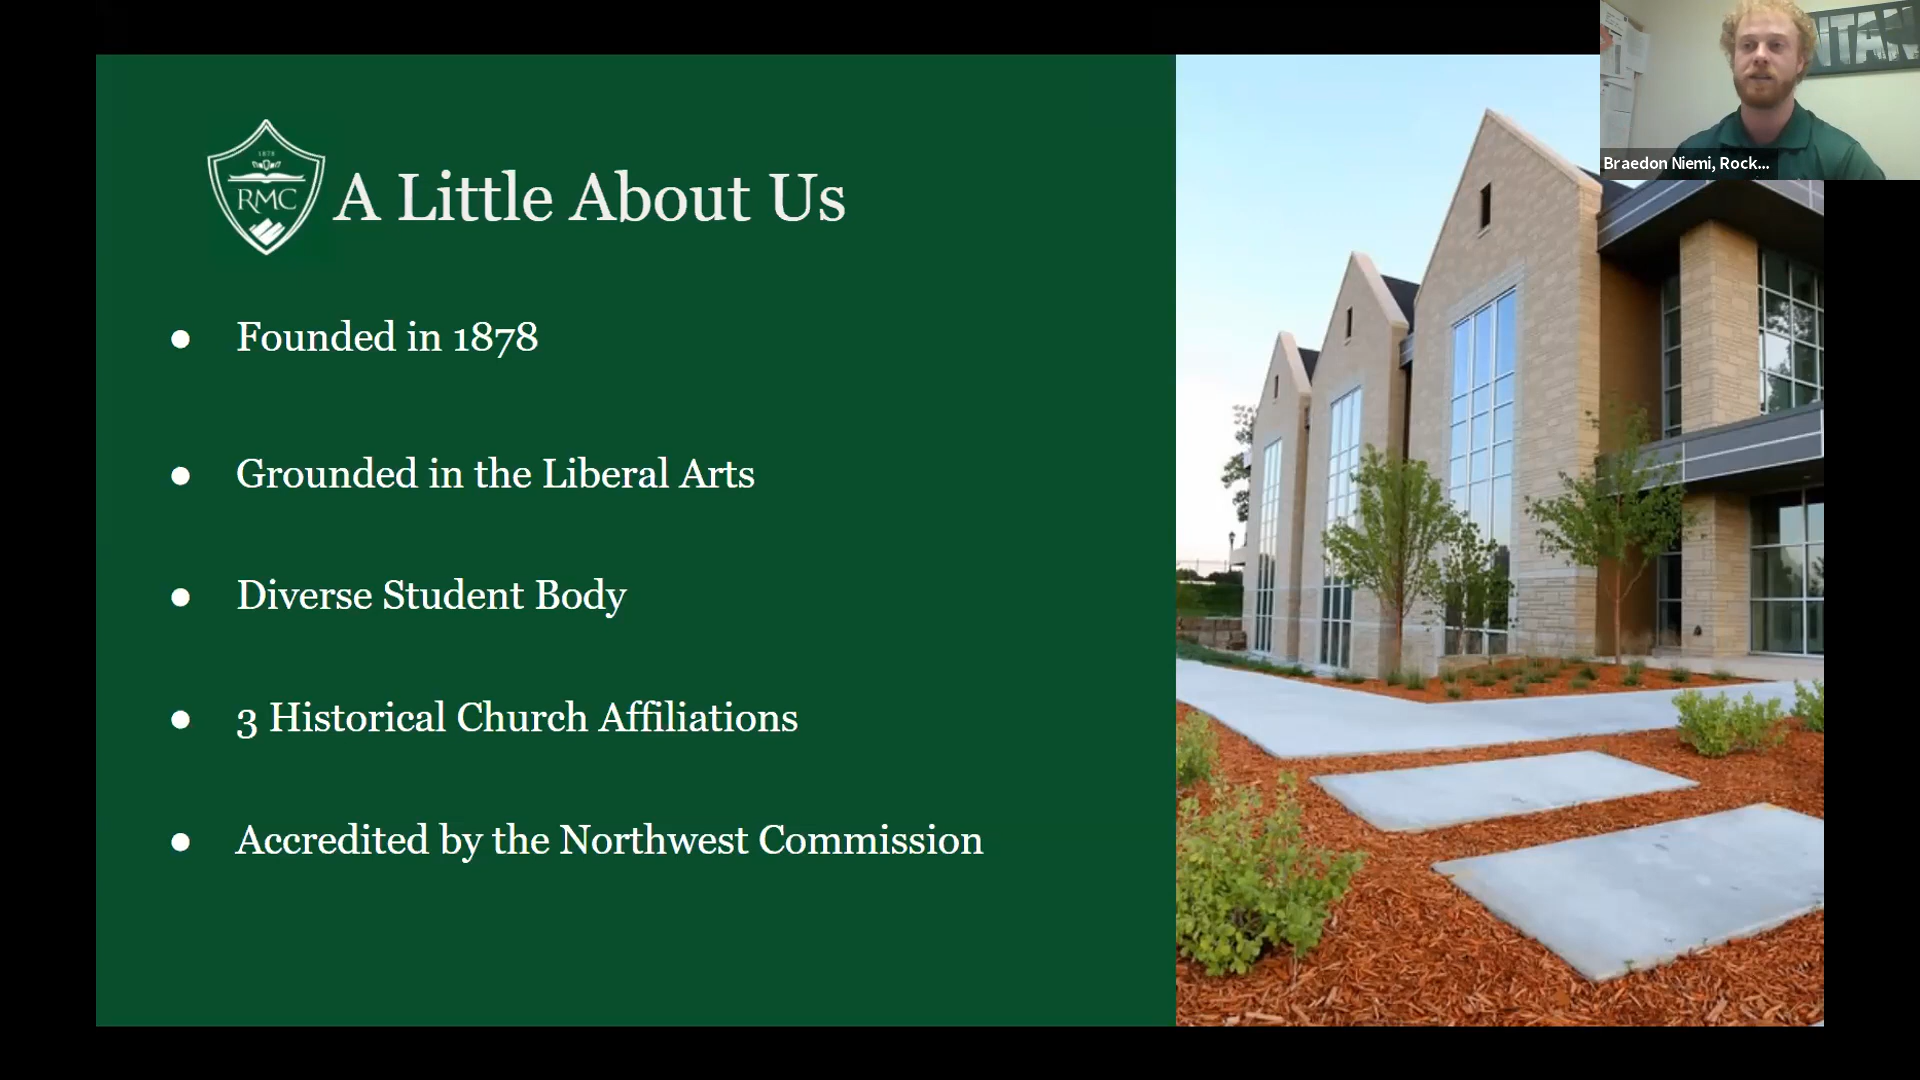 1878
RMC
A Little About Us
● Founded in 1878
● Grounded in the Liberal Arts
● Diverse Student Body
● 3 Historical Church Affiliations
● Accredited by the Northwest Commission
NTAN
Braedon Niemi, Rock...